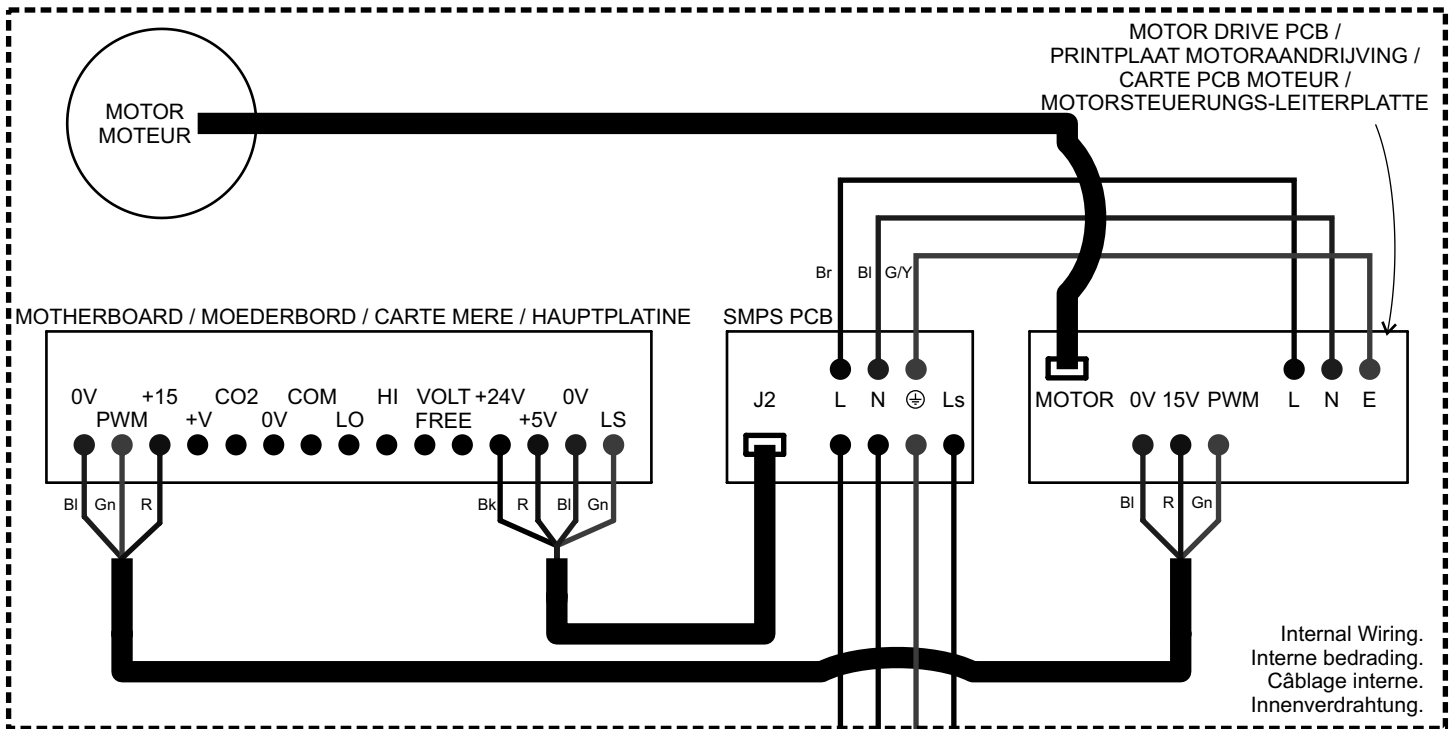 MOTOR DRIVE PCB /
PRINTPLAAT MOTORAANDRIJVING /
CARTE PCB MOTEUR /
MOTORSTEUERUNGS-LEITERPLATTE
MOTOR
MOTEUR
Br Bl G/Y
MOTHERBOARD / MOEDERBORD / CARTE MERE / HAUPTPLATINE
0V +15 CO2 COM HI VOLT +24V 0V
PWM +V 0V LO FREE +5V LS
Bl Gn R Bk R Bl Gn
SMPS PCB
J2 L N Ls
MOTOR 0V 15V PWM L N E
Bl R Gn
Internal Wiring.
Interne bedrading.
Câblage interne.
Innenverdrahtung.